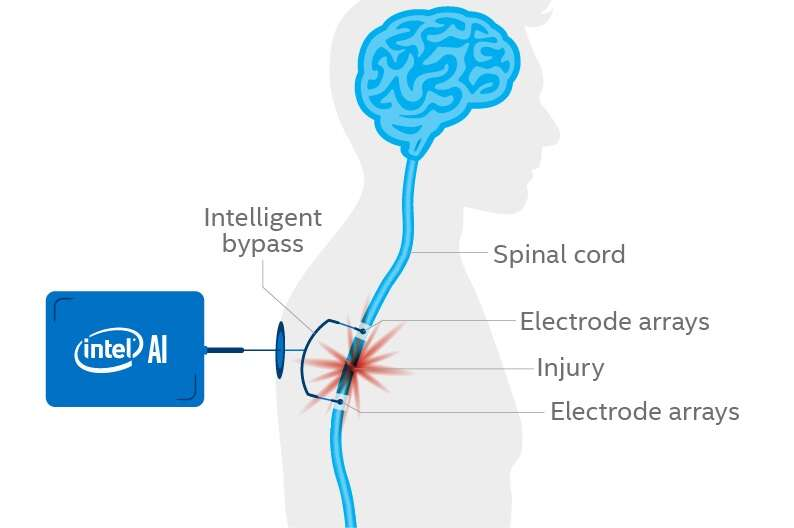 Intelligent
bypass
Spinal cord
Electrode arrays
intel AI
Injury
Electrode arrays